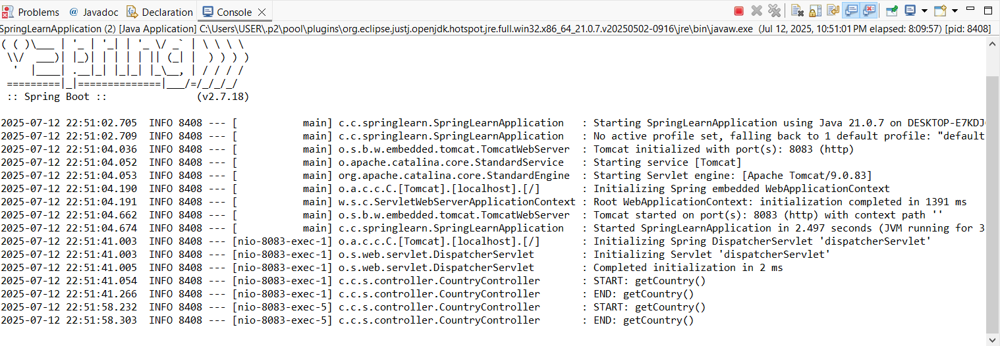 Problems @ Javadoc Declaration Console
SpringLearnApplication (2) [Java Application] C:\Users\USER\.p2\pool\plugins\org.eclipse.justj.openjdk.hotspot.jre.full.win32.x86_64_21.0.7.v20250502-0916\jre\bin\javaw.exe (Jul 12, 2025, 10:51:01 PM elapsed: 8:09:57) [pid: 8408]
( ( )\___ | '_ | '_| | '_ \/ _` | \ \ \ \
 \\/  ___)| |_)| | | | | || (_| |  ) ) ) )
  '  |____| .__|_| |_|_| |_\__, | / / / /
 =========|_|==============|___/=/_/_/_/
 :: Spring Boot ::                (v2.7.18)
2025-07-12 22:51:02.705  INFO 8408 --- [           main] c.c.springlearn.SpringLearnApplication   : Starting SpringLearnApplication using Java 21.0.7 on DESKTOP-E7KDJ
2025-07-12 22:51:02.709  INFO 8408 --- [           main] c.c.springlearn.SpringLearnApplication   : No active profile set, falling back to 1 default profile: "default
2025-07-12 22:51:04.036  INFO 8408 --- [           main] o.s.b.w.embedded.tomcat.TomcatWebServer  : Tomcat initialized with port(s): 8083 (http)
2025-07-12 22:51:04.052  INFO 8408 --- [           main] o.apache.catalina.core.StandardService   : Starting service [Tomcat]
2025-07-12 22:51:04.053  INFO 8408 --- [           main] org.apache.catalina.core.StandardEngine  : Starting Servlet engine: [Apache Tomcat/9.0.83]
2025-07-12 22:51:04.190  INFO 8408 --- [           main] o.a.c.c.C.[Tomcat].[localhost].[/]       : Initializing Spring embedded WebApplicationContext
2025-07-12 22:51:04.191  INFO 8408 --- [           main] w.s.c.ServletWebServerApplicationContext : Root WebApplicationContext: initialization completed in 1391 ms
2025-07-12 22:51:04.662  INFO 8408 --- [           main] o.s.b.w.embedded.tomcat.TomcatWebServer  : Tomcat started on port(s): 8083 (http) with context path ''
2025-07-12 22:51:04.674  INFO 8408 --- [           main] c.c.springlearn.SpringLearnApplication   : Started SpringLearnApplication in 2.497 seconds (JVM running for 3
2025-07-12 22:51:41.003  INFO 8408 --- [nio-8083-exec-1] o.a.c.c.C.[Tomcat].[localhost].[/]       : Initializing Spring DispatcherServlet 'dispatcherServlet'
2025-07-12 22:51:41.003  INFO 8408 --- [nio-8083-exec-1] o.s.web.servlet.DispatcherServlet        : Initializing Servlet 'dispatcherServlet'
2025-07-12 22:51:41.005  INFO 8408 --- [nio-8083-exec-1] o.s.web.servlet.DispatcherServlet        : Completed initialization in 2 ms
2025-07-12 22:51:41.054  INFO 8408 --- [nio-8083-exec-1] c.c.s.controller.CountryController       : START: getCountry()
2025-07-12 22:51:41.266  INFO 8408 --- [nio-8083-exec-1] c.c.s.controller.CountryController       : END: getCountry()
2025-07-12 22:51:58.232  INFO 8408 --- [nio-8083-exec-5] c.c.s.controller.CountryController       : START: getCountry()
2025-07-12 22:51:58.303  INFO 8408 --- [nio-8083-exec-5] c.c.s.controller.CountryController       : END: getCountry()